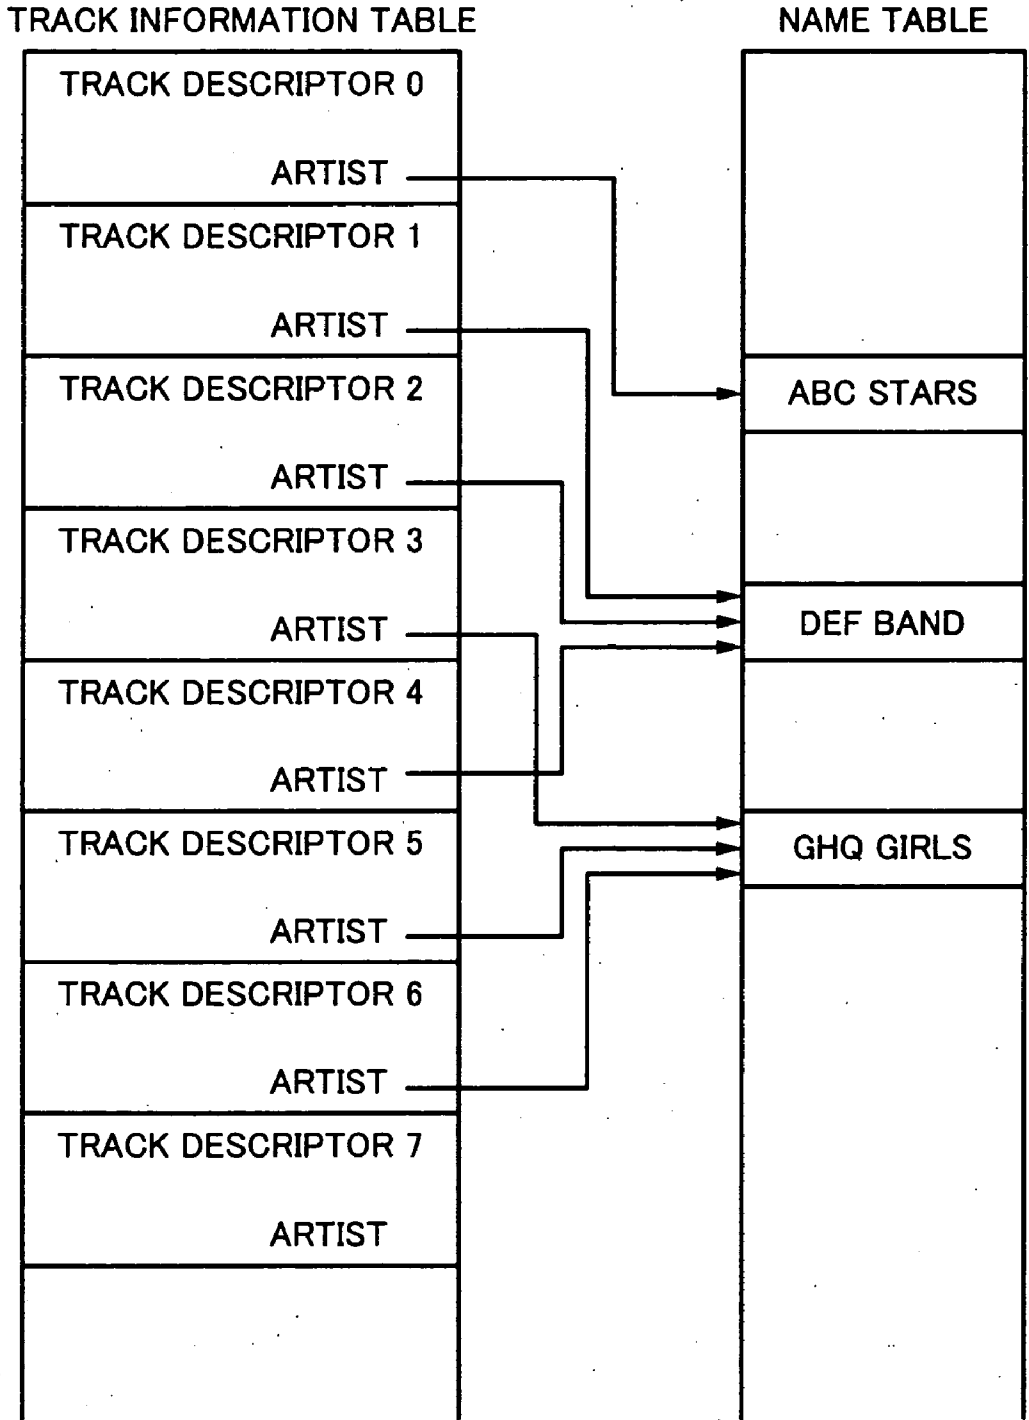 TRACK INFORMATION TABLE
TRACK DESCRIPTOR 0
ARTIST
TRACK DESCRIPTOR 1
ARTIST
TRACK DESCRIPTOR 2
ARTIST
TRACK DESCRIPTOR 3
ARTIST
TRACK DESCRIPTOR 4
ARTIST
TRACK DESCRIPTOR 5
ARTIST
TRACK DESCRIPTOR 6
ARTIST
TRACK DESCRIPTOR 7
ARTIST
NAME TABLE
ABC STARS
DEF BAND
GHQ GIRLS